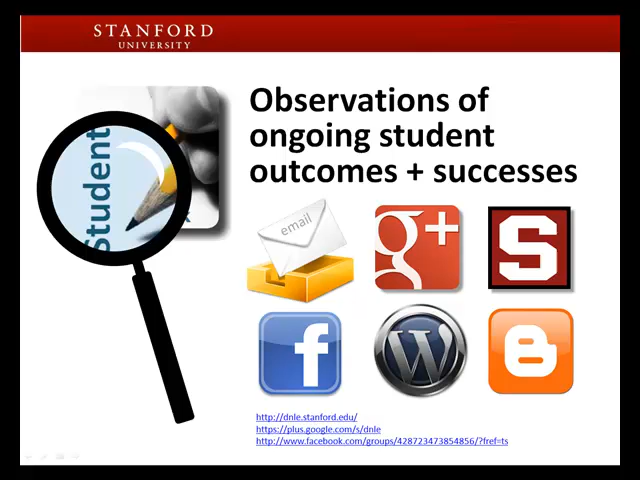 STANFORD
UNIVERSITY
Observations of
ongoing student
outcomes + successes
Student
email
g+
S
f
W
B
http://dnle.stanford.edu/
https://plus.google.com/s/dnle
http://www.facebook.com/groups/428723473854856/?fref=ts